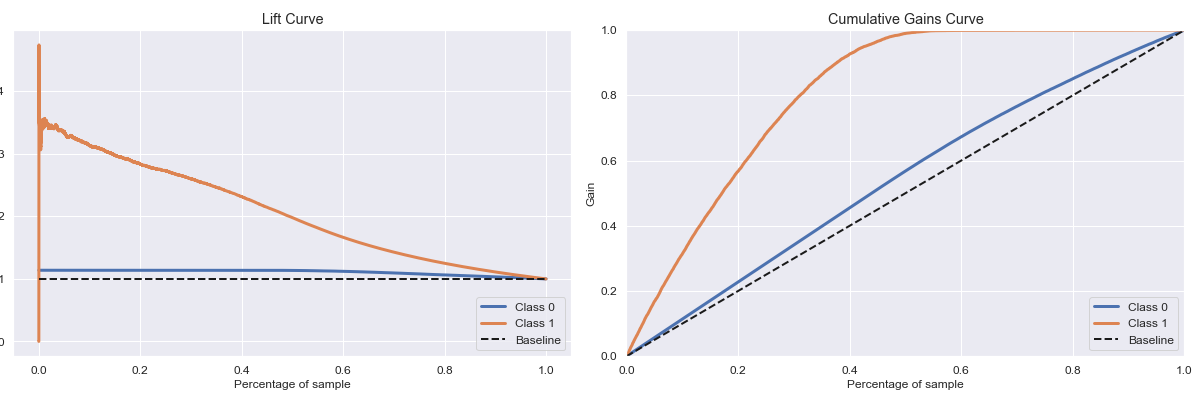 Lift Curve
4
3
2
1
0
0.0 0.2 0.4 0.6 0.8 1.0
Percentage of sample
Class 0
Class 1
Baseline
Cumulative Gains Curve
Gain
1.0
0.8
0.6
0.4
0.2
0.0
0.0 0.2 0.4 0.6 0.8 1.0
Percentage of sample
Class 0
Class 1
Baseline